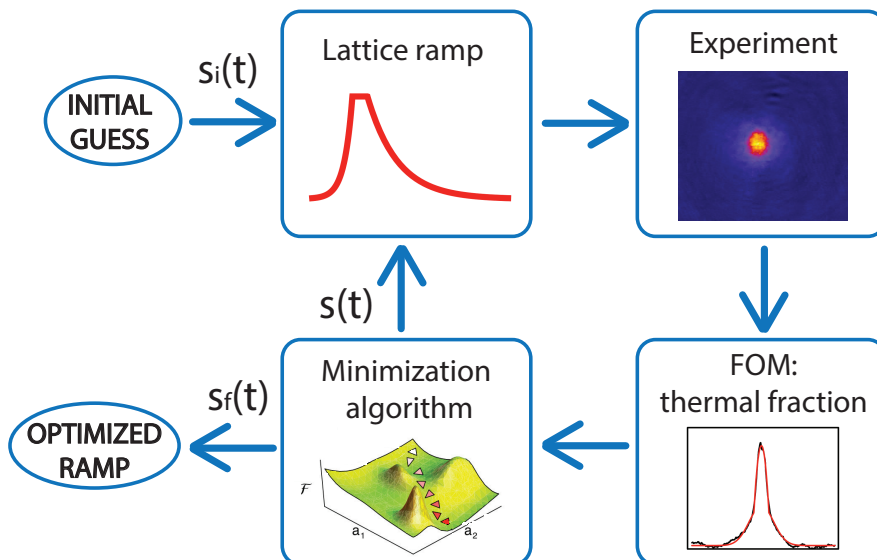 INITIAL
GUESS
si(t)
Lattice ramp
Experiment
s(t)
FOM:
thermal fraction
Minimization
algorithm
F
a1
a2
sf(t)
OPTIMIZED
RAMP